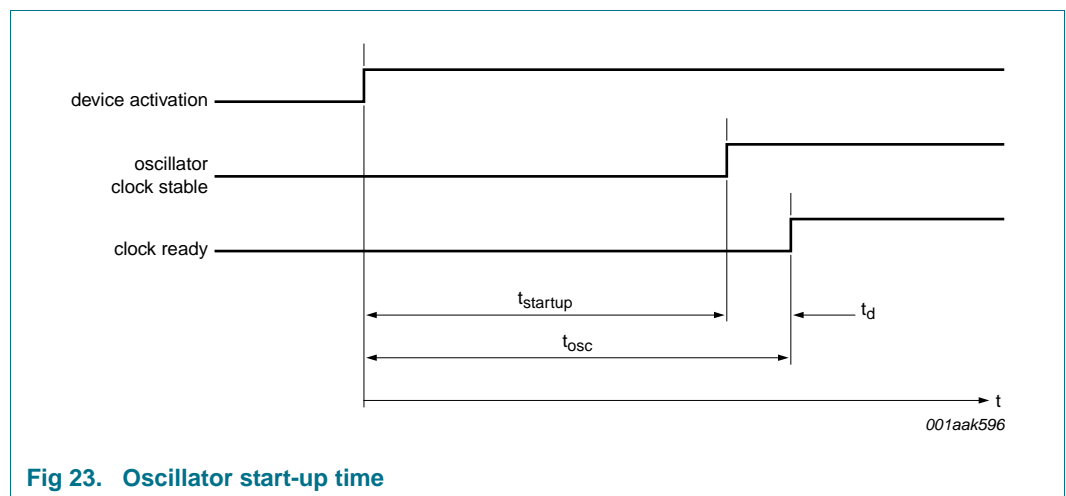 device activation
oscillator
clock stable
clock ready
tstartup
td
tosc
t
001aak596
Fig 23. Oscillator start-up time